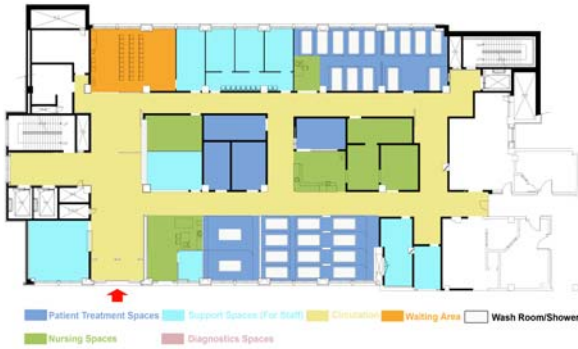 Patient Treatment Spaces Support Spaces (For Staff) Circulation Waiting Area Wash Room/Shower
Nursing Spaces Diagnostics Spaces